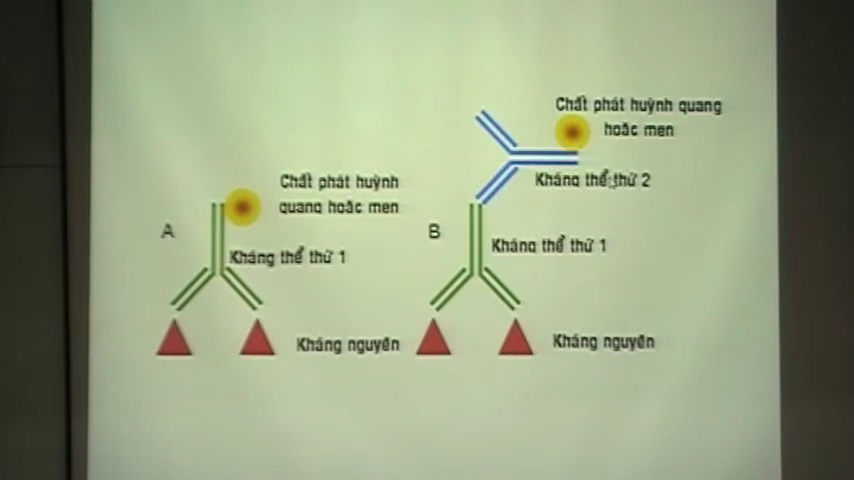 A
Chất phát huỳnh
quang hoặc men
Kháng thể thứ 1
Kháng nguyên
B
Chất phát huỳnh quang
hoặc men
Kháng thể thứ 2
Kháng thể thứ 1
Kháng nguyên